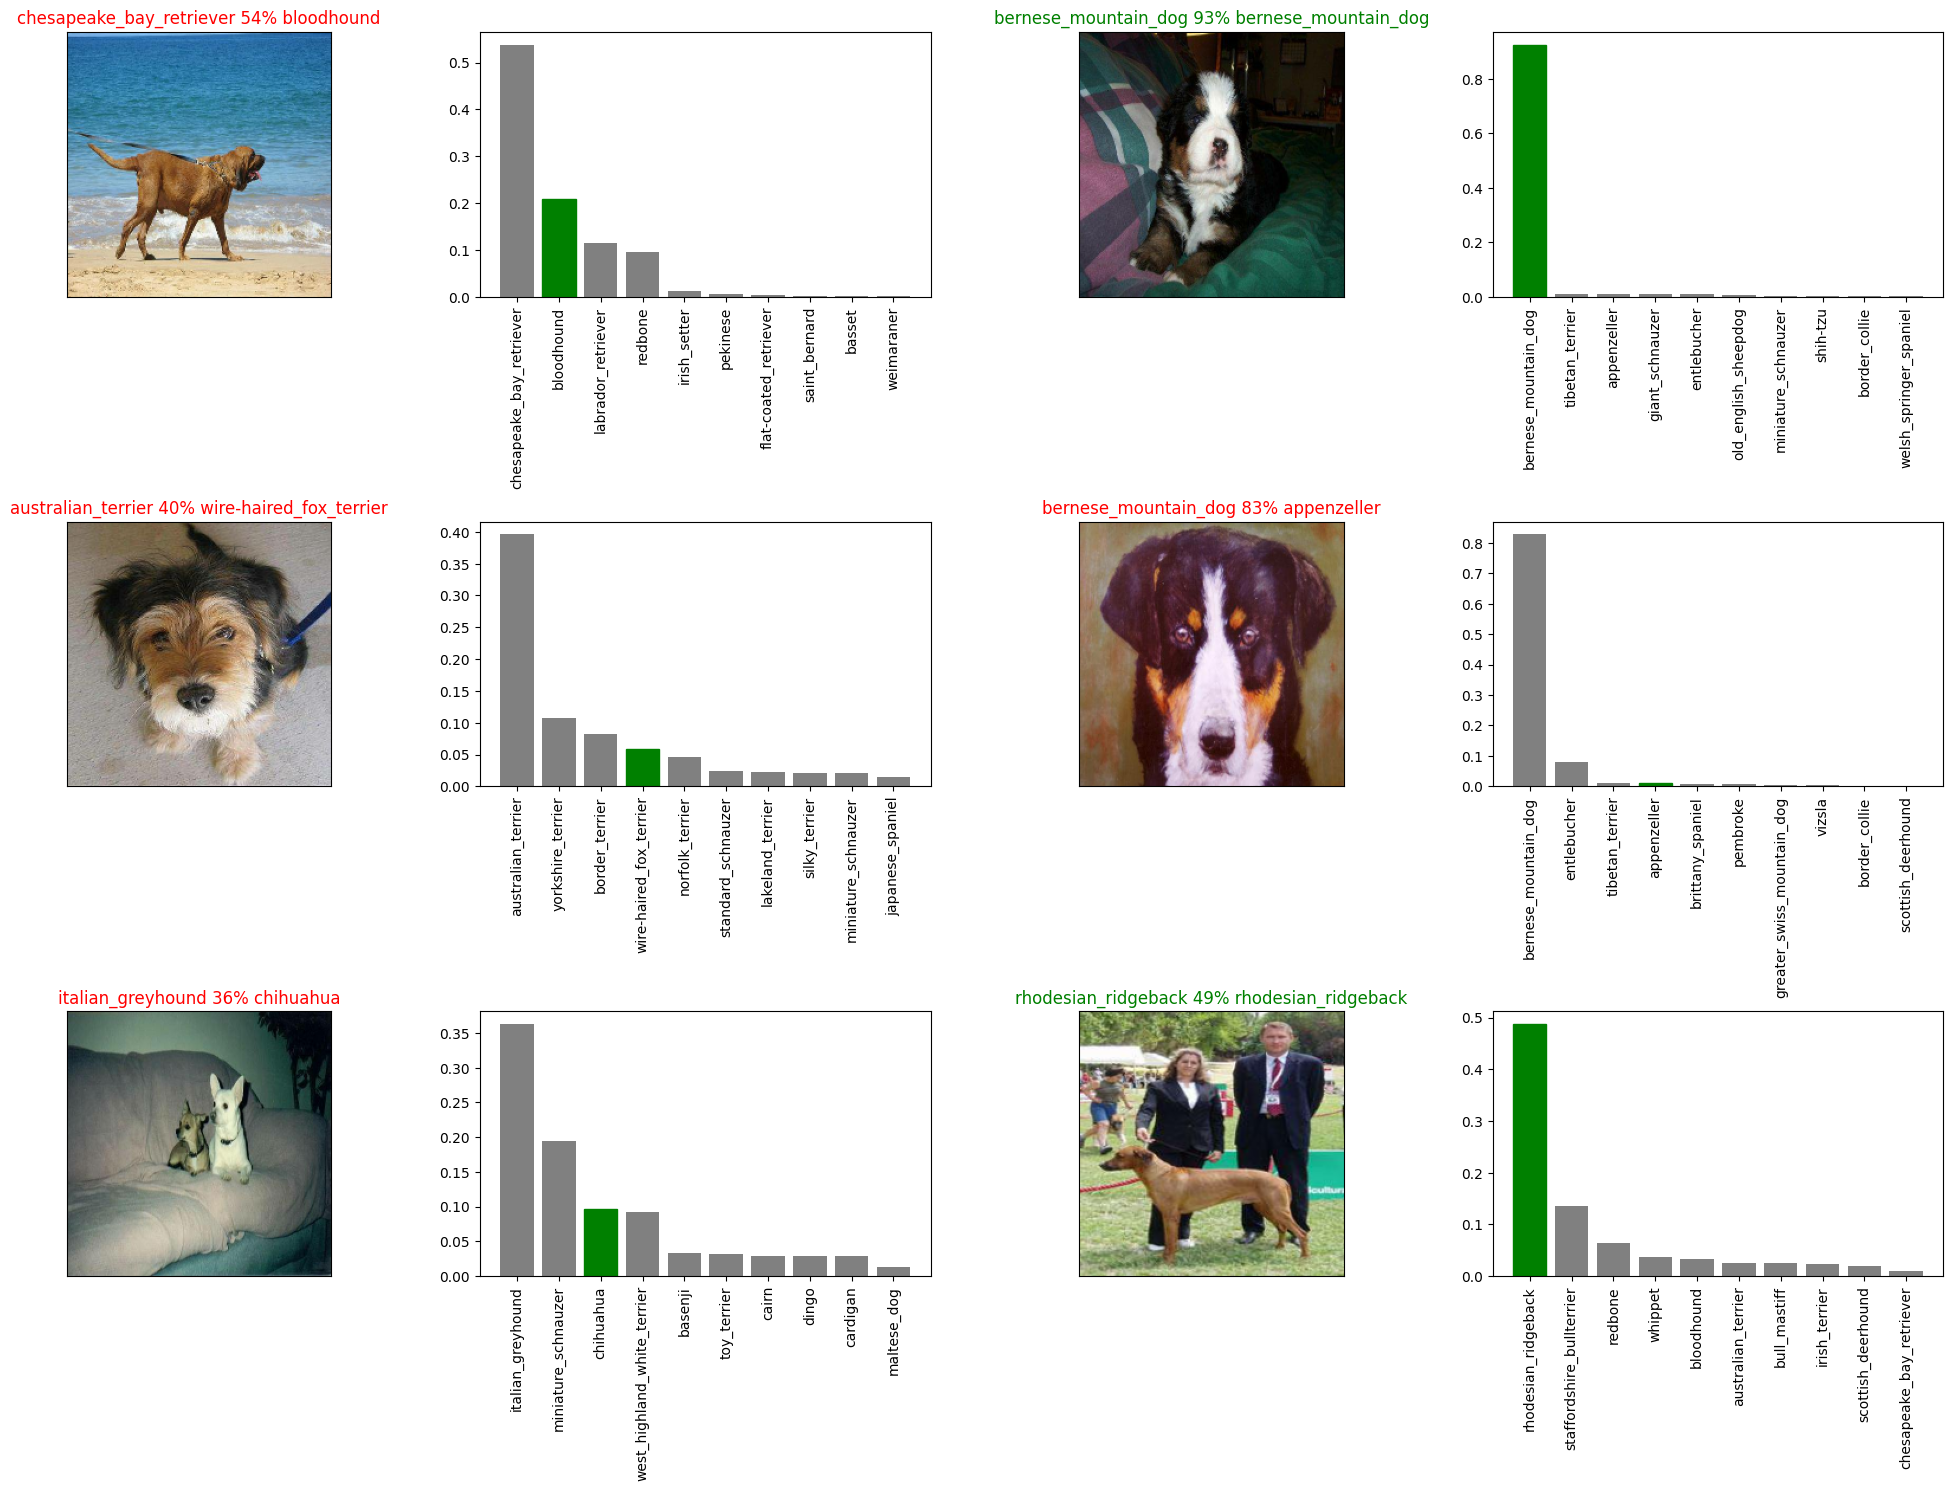 chesapeake_bay_retriever 54% bloodhound
0.5
0.4
0.3
0.2
0.1
0.0
chesapeake_bay_retriever
bloodhound
labrador_retriever
redbone
irish_setter
pekinese
flat-coated_retriever
saint_bernard
basset
weimaraner
bernese_mountain_dog 93% bernese_mountain_dog
0.8
0.6
0.4
0.2
0.0
bernese_mountain_dog
tibetan_terrier
appenzeller
giant_schnauzer
entlebucher
old_english_sheepdog
miniature_schnauzer
shih-tzu
border_collie
welsh_springer_spaniel
australian_terrier 40% wire-haired_fox_terrier
0.40
0.35
0.30
0.25
0.20
0.15
0.10
0.05
0.00
australian_terrier
yorkshire_terrier
border_terrier
wire-haired_fox_terrier
norfolk_terrier
standard_schnauzer
lakeland_terrier
silky_terrier
miniature_schnauzer
japanese_spaniel
bernese_mountain_dog 83% appenzeller
0.8
0.7
0.6
0.5
0.4
0.3
0.2
0.1
0.0
bernese_mountain_dog
entlebucher
tibetan_terrier
appenzeller
brittany_spaniel
pembroke
greater_swiss_mountain_dog
vizsla
border_collie
scottish_deerhound
italian_greyhound 36% chihuahua
0.35
0.30
0.25
0.20
0.15
0.10
0.05
0.00
italian_greyhound
miniature_schnauzer
chihuahua
west_highland_white_terrier
basenji
toy_terrier
cairn
dingo
cardigan
maltese_dog
rhodesian_ridgeback 49% rhodesian_ridgeback
0.5
0.4
0.3
0.2
0.1
0.0
rhodesian_ridgeback
staffordshire_bullterrier
redbone
whippet
bloodhound
australian_terrier
bull_mastiff
irish_terrier
scottish_deerhound
chesapeake_bay_retriever